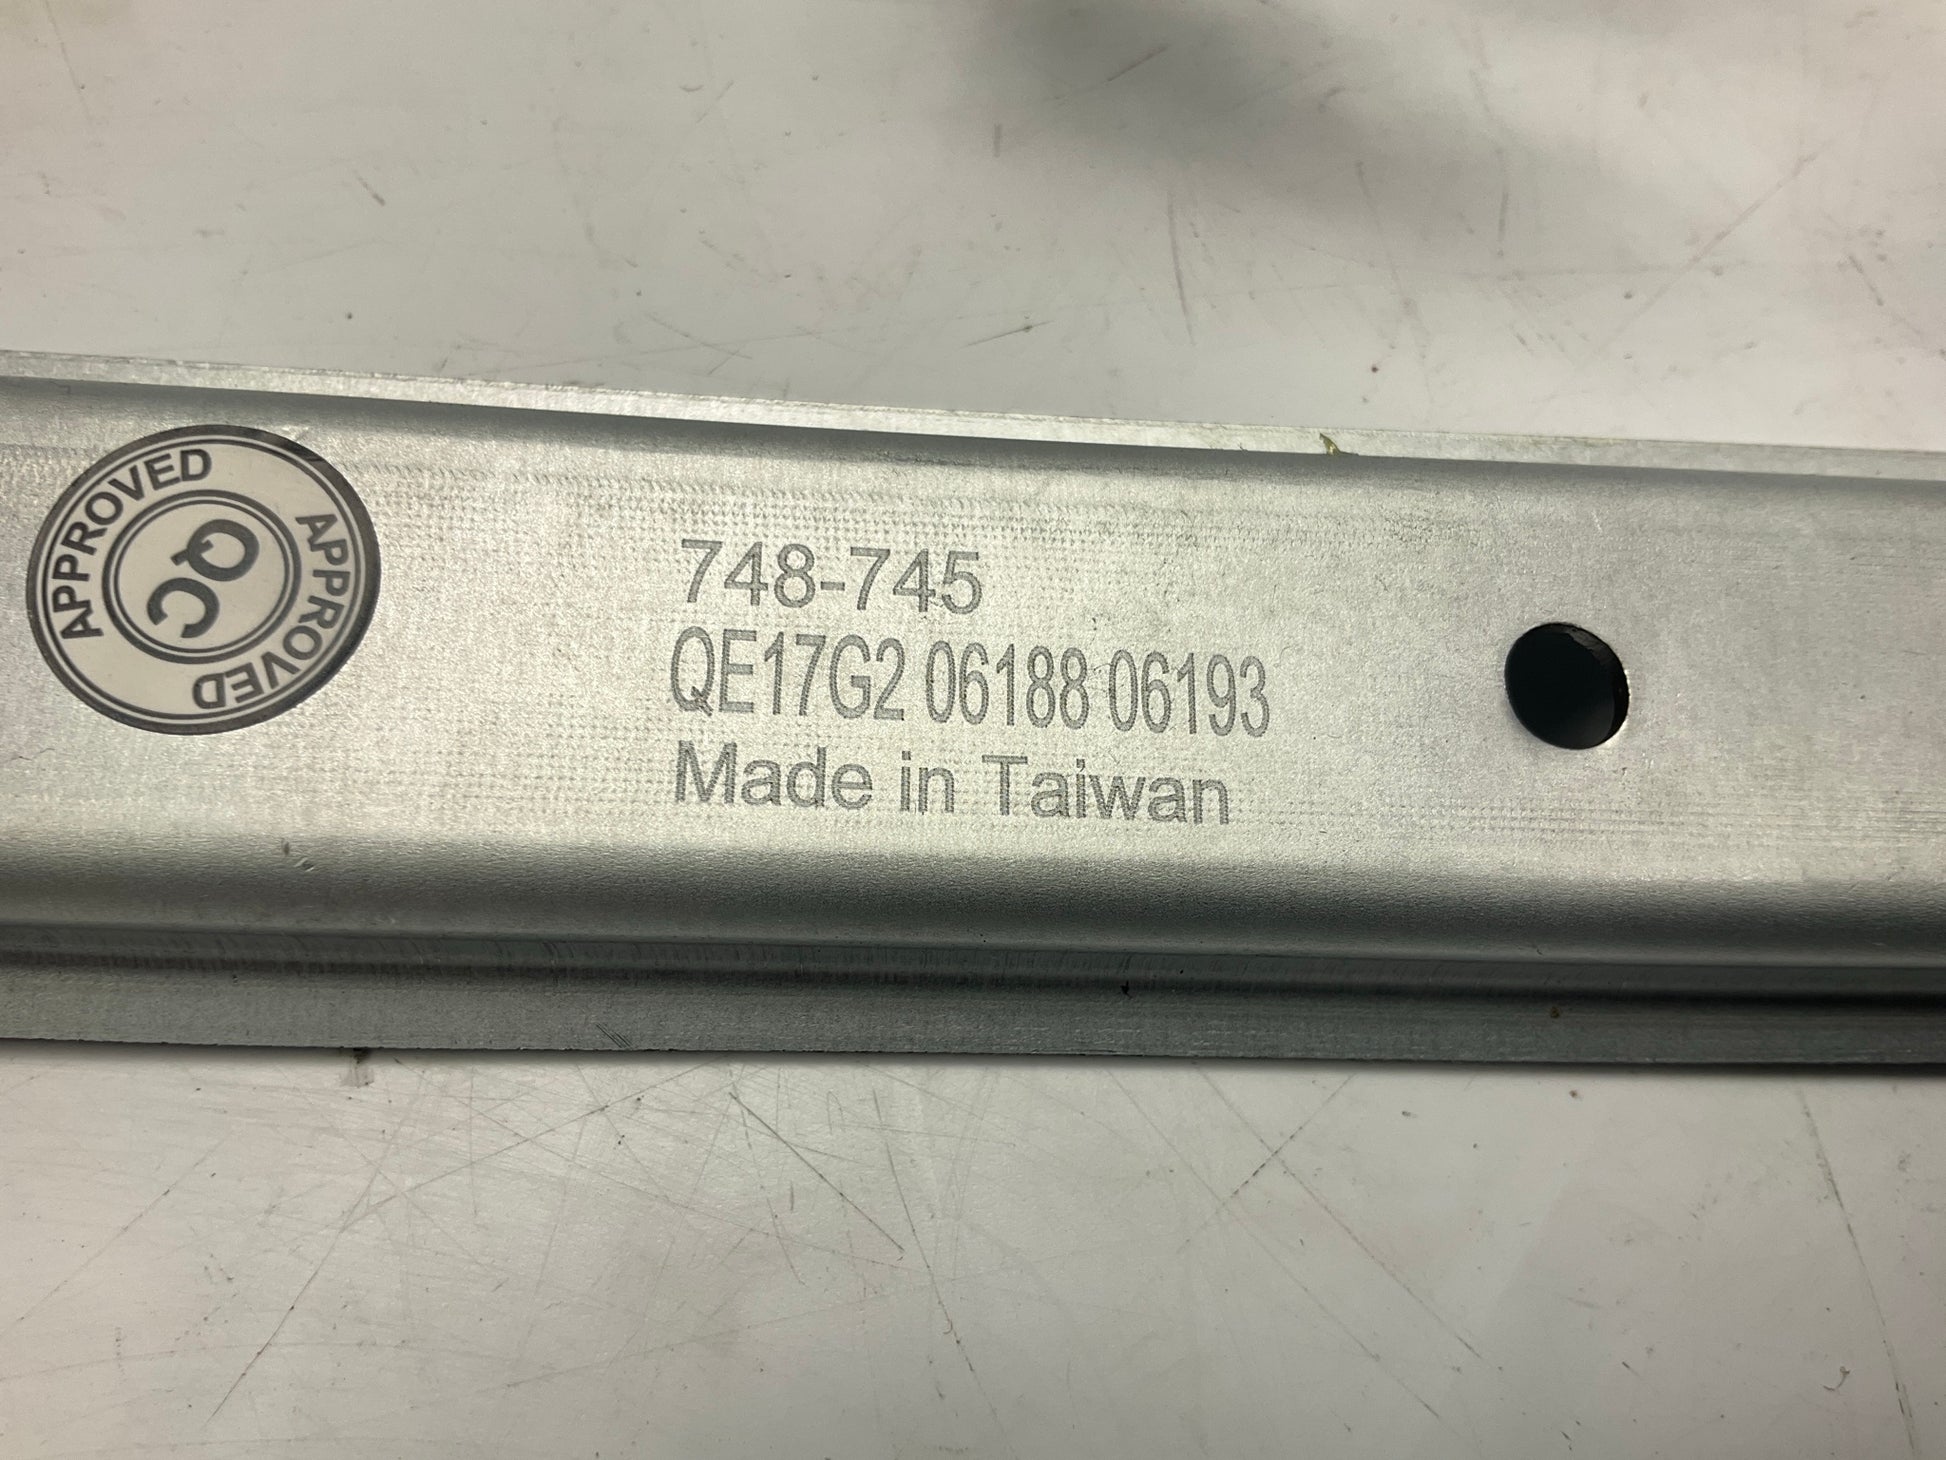 APPROVED
QC
APPROVED
748-745
QE17G2 06188 06193
Made in Taiwan